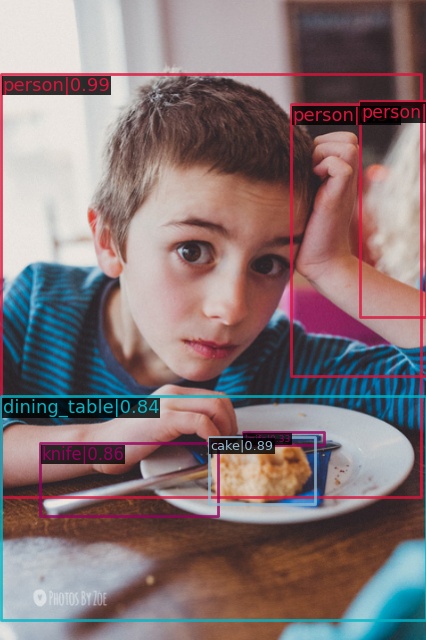 person|0.99
person|
person
dining_table|0.84
cake|0.89
knife|0.86
PHOTOS BY ZOE